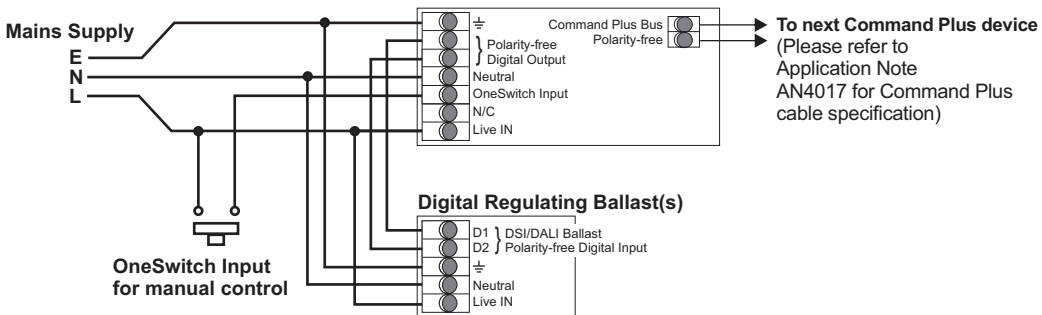 Mains Supply
E
N
L
⏚
Polarity-free
Digital Output
Neutral
OneSwitch Input
N/C
Live IN
Command Plus Bus
Polarity-free
To next Command Plus device
(Please refer to
Application Note
AN4017 for Command Plus
cable specification)
OneSwitch Input
for manual control
Digital Regulating Ballast(s)
D1 DSI/DALI Ballast
D2 Polarity-free Digital Input
⏚
Neutral
Live IN